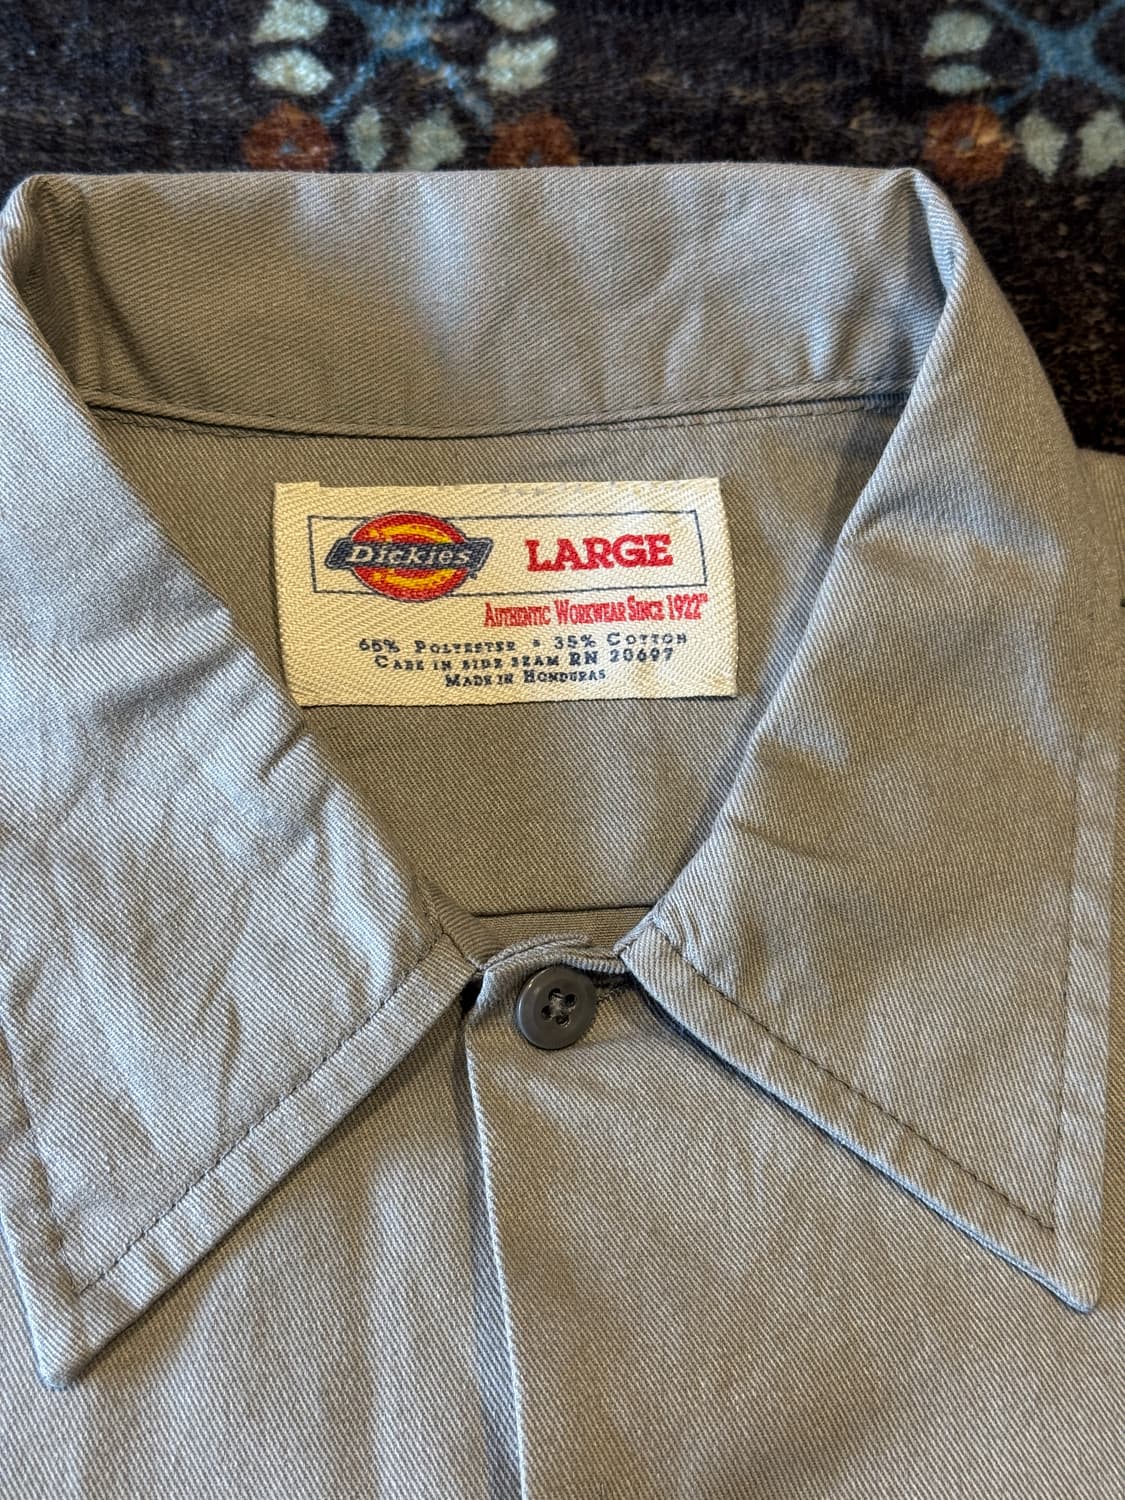 Dickies LARGE
AUTHENTIC WORKWEAR SINCE 1922
65% POLYESTER • 35% COTTON
CARE IN SIDE SEAM RN 20697
MADE IN HONDURAS